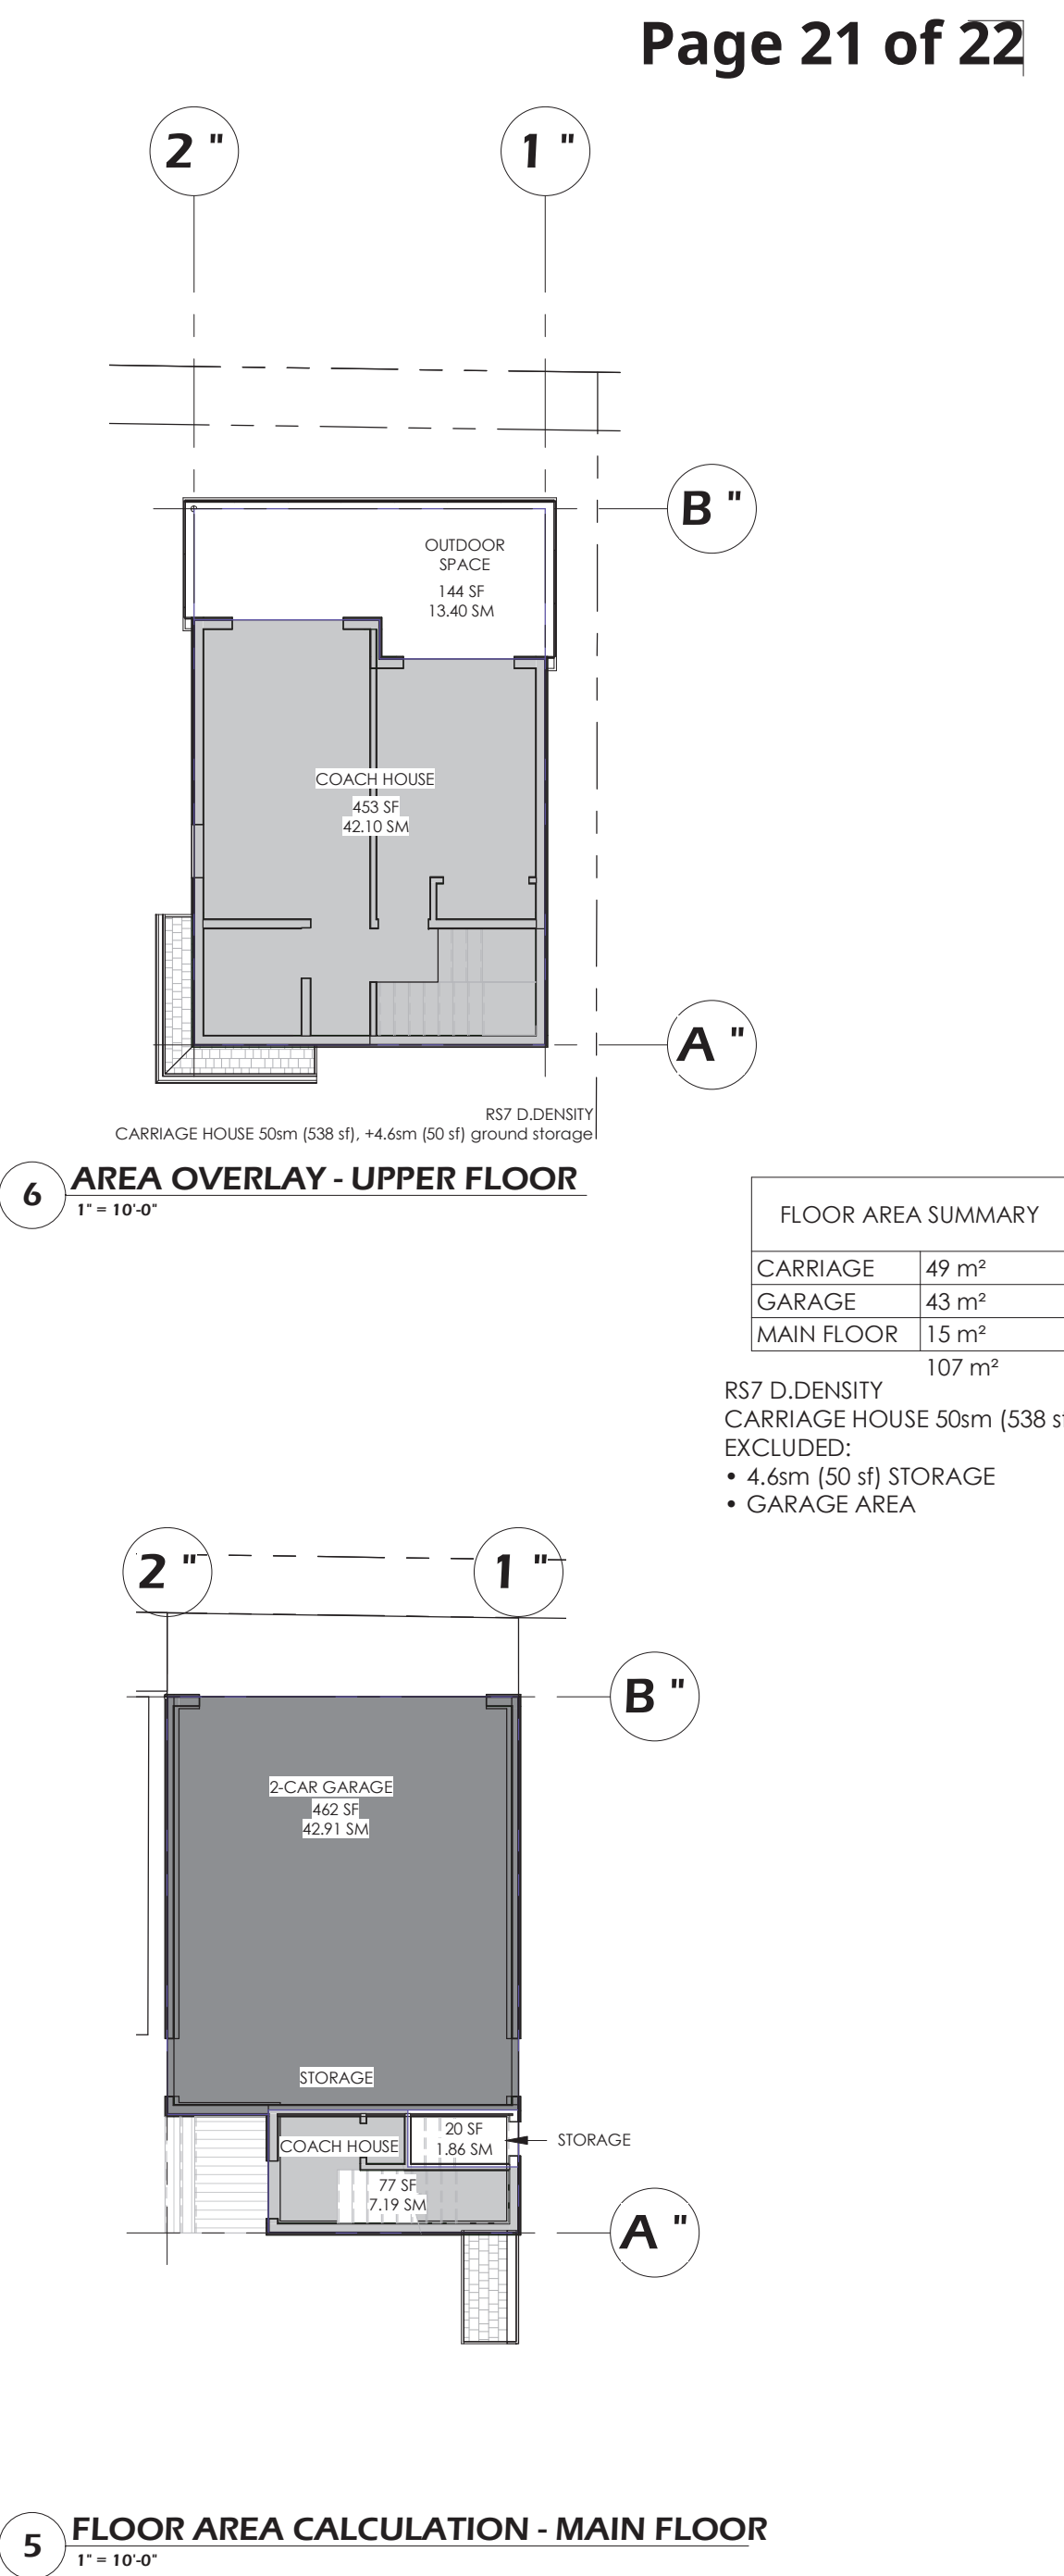 Page 21 of 22
2 "
1 "
B "
OUTDOOR
SPACE
144 SF
13.40 SM
COACH HOUSE
453 SF
42.10 SM
A "
RS7 D.DENSITY
CARRIAGE HOUSE 50sm (538 sf), +4.6sm (50 sf) ground storage
6
AREA OVERLAY - UPPER FLOOR
1" = 10'-0"
FLOOR AREA SUMMARY
CARRIAGE 49 m²
GARAGE 43 m²
MAIN FLOOR 15 m²
107 m²
RS7 D.DENSITY
CARRIAGE HOUSE 50sm (538 sf
EXCLUDED:
• 4.6sm (50 sf) STORAGE
• GARAGE AREA
2 "
1 "
B "
2-CAR GARAGE
462 SF
42.91 SM
STORAGE
20 SF
1.86 SM
STORAGE
COACH HOUSE
77 SF
7.19 SM
A "
5
FLOOR AREA CALCULATION - MAIN FLOOR
1" = 10'-0"